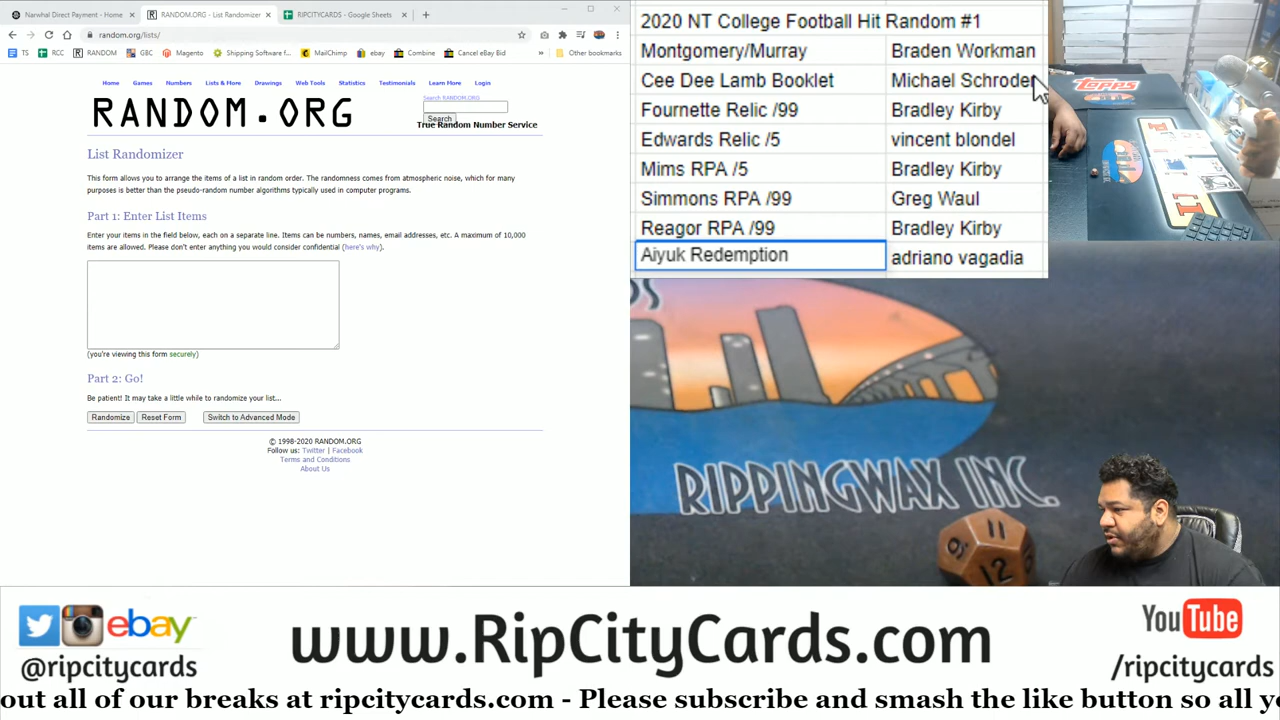 Narwhal Direct Payment - Home
RANDOM.ORG - List Randomizer
RIPCITYCARDS - Google Sheets
random.org/lists/
TS
RCC
RANDOM
GBC
Magento
Shipping Software f...
MailChimp
ebay
Combine
Cancel eBay Bid
Other bookmarks
Home
Games
Numbers
Lists & More
Drawings
Web Tools
Statistics
Testimonials
Learn More
Login
RANDOM.ORG
Search RANDOM.ORG
Search
True Random Number Service
List Randomizer
This form allows you to arrange the items of a list in random order. The randomness comes from atmospheric noise, which for many
purposes is better than the pseudo-random number algorithms typically used in computer programs.
Part 1: Enter List Items
Enter your items in the field below, each on a separate line. Items can be numbers, names, email addresses, etc. A maximum of 10,000
items are allowed. Please don't enter anything you would consider confidential (here's why).
(you're viewing this form securely)
Part 2: Go!
Be patient! It may take a little while to randomize your list...
Randomize
Reset Form
Switch to Advanced Mode
© 1998-2020 RANDOM.ORG
Follow us: Twitter | Facebook
Terms and Conditions
About Us
2020 NT College Football Hit Random #1
Montgomery/Murray Braden Workman
Cee Dee Lamb Booklet Michael Schroder
Fournette Relic /99 Bradley Kirby
Edwards Relic /5 vincent blondel
Mims RPA /5 Bradley Kirby
Simmons RPA /99 Greg Waul
Reagor RPA /99 Bradley Kirby
Aiyuk Redemption adriano vagadia
TOPPS
RIPPINGWAX INC.
11
9
12
ebay
@ripcitycards
www.RipCityCards.com
YouTube
/ripcitycards
out all of our breaks at ripcitycards.com - Please subscribe and smash the like button so all